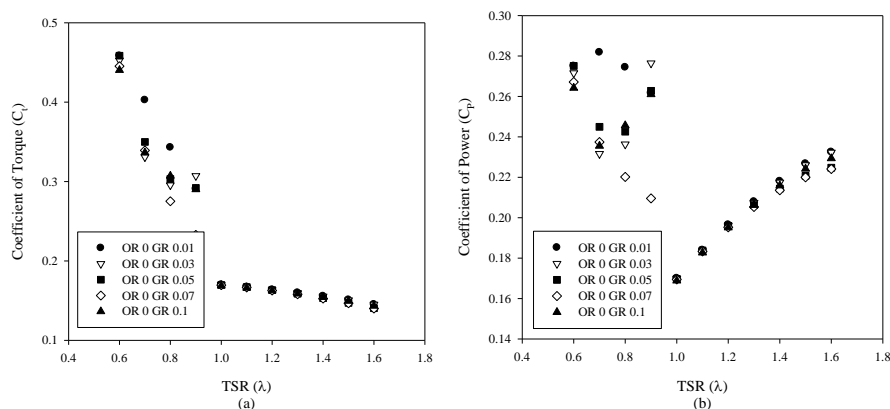 Coefficient of Torque (Ct)
0.5
0.4
0.3
0.2
0.1
OR 0 GR 0.01
OR 0 GR 0.03
OR 0 GR 0.05
OR 0 GR 0.07
OR 0 GR 0.1
0.4 0.6 0.8 1.0 1.2 1.4 1.6 1.8
TSR (λ)
(a)
Coefficient of Power (CP)
0.30
0.28
0.26
0.24
0.22
0.20
0.18
0.16
0.14
OR 0 GR 0.01
OR 0 GR 0.03
OR 0 GR 0.05
OR 0 GR 0.07
OR 0 GR 0.1
0.4 0.6 0.8 1.0 1.2 1.4 1.6 1.8
TSR (λ)
(b)